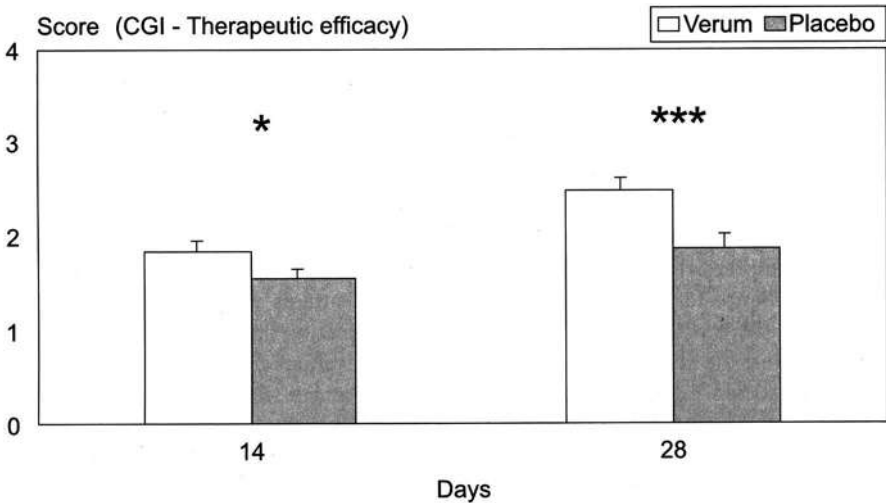 Score (CGI - Therapeutic efficacy)
Verum Placebo
4
3
2
1
0
*
***
14 28
Days